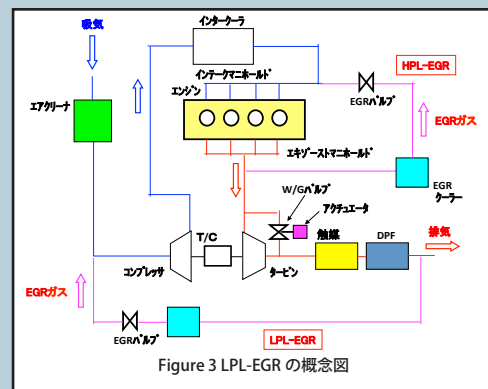 吸気
インタークーラ
HPL-EGR
インテークマニホールド
エンジン
EGRバルブ
エアクリーナ
EGRガス
エキゾーストマニホールド
EGR
クーラー
W/Gバルブ
アクチュエータ
T/C
触媒
DPF
排気
コンプレッサ
タービン
EGRガス
EGRバルブ
LPL-EGR
Figure 3 LPL-EGR の概念図